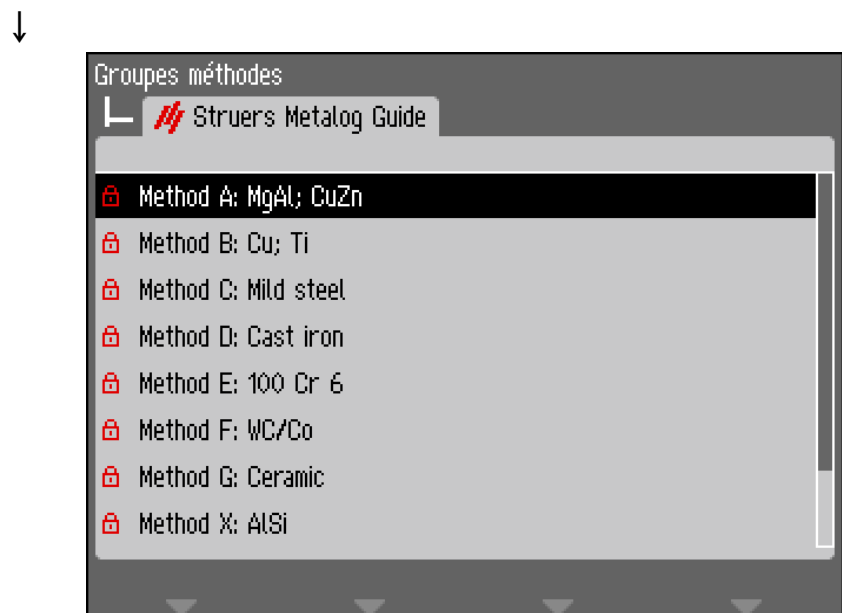 Groupes méthodes
Struers Metalog Guide
Method A: MgAl; CuZn
Method B: Cu; Ti
Method C: Mild steel
Method D: Cast iron
Method E: 100 Cr 6
Method F: WC/Co
Method G: Ceramic
Method X: AlSi